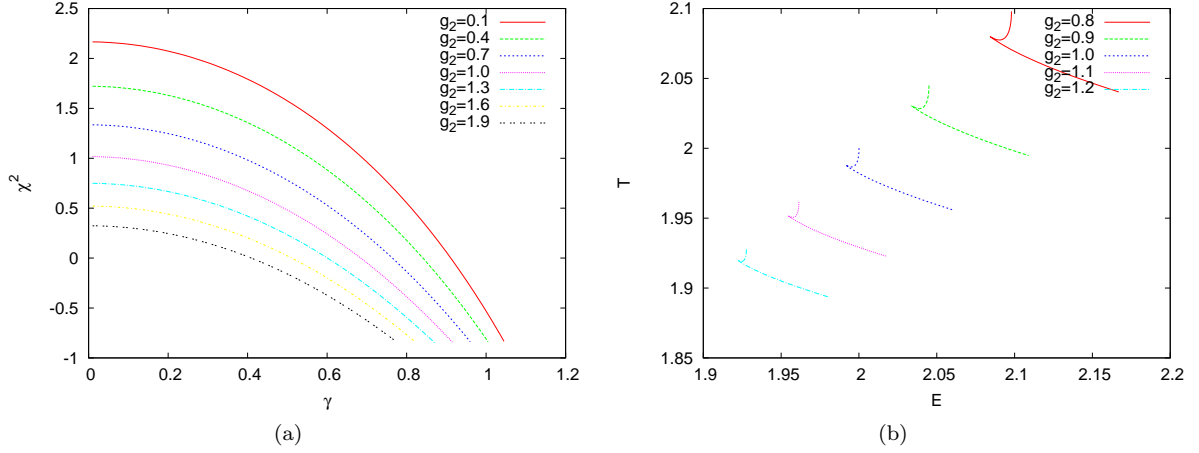 χ²
2.5
2
1.5
1
0.5
0
-0.5
-1
0
0.2
0.4
0.6
0.8
1
1.2
γ
g₂=0.1
g₂=0.4
g₂=0.7
g₂=1.0
g₂=1.3
g₂=1.6
g₂=1.9
(a)
T
2.1
2.05
2
1.95
1.9
1.85
1.9
1.95
2
2.05
2.1
2.15
2.2
E
g₂=0.8
g₂=0.9
g₂=1.0
g₂=1.1
g₂=1.2
(b)